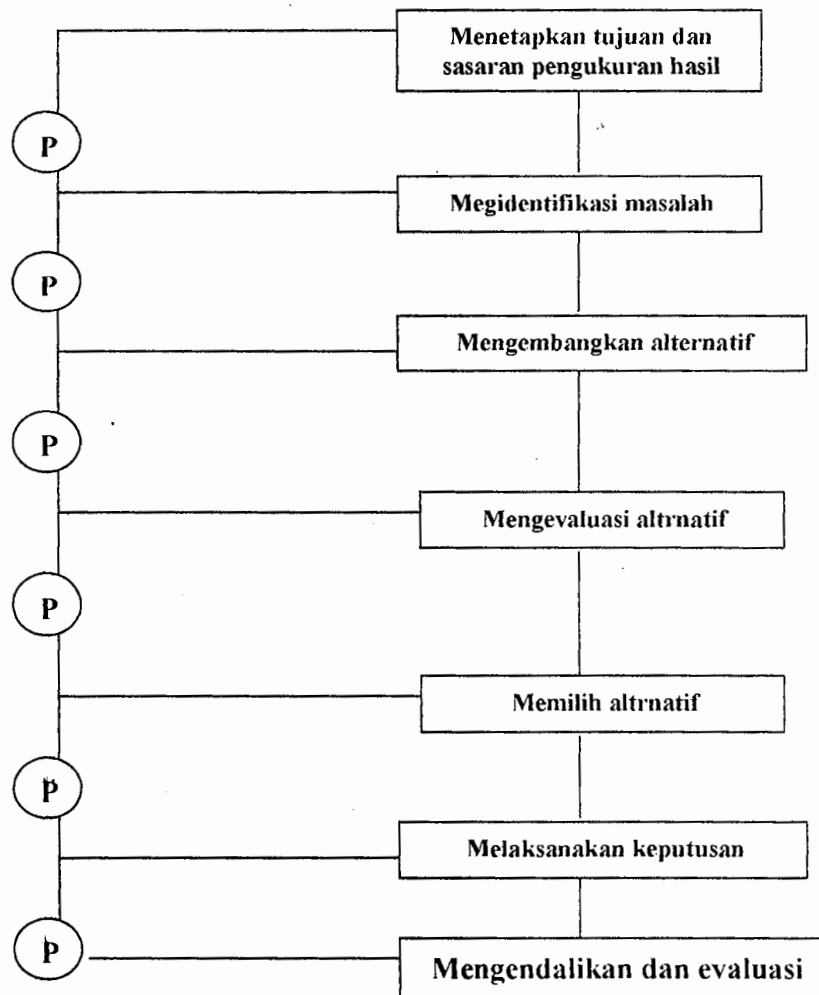 Menetapkan tujuan dan
sasaran pengukuran hasil
P
Megidentifikasi masalah
P
Mengembangkan alternatif
P
Mengevaluasi altrnatif
P
Memilih altrnatif
P
Melaksanakan keputusan
P
Mengendalikan dan evaluasi